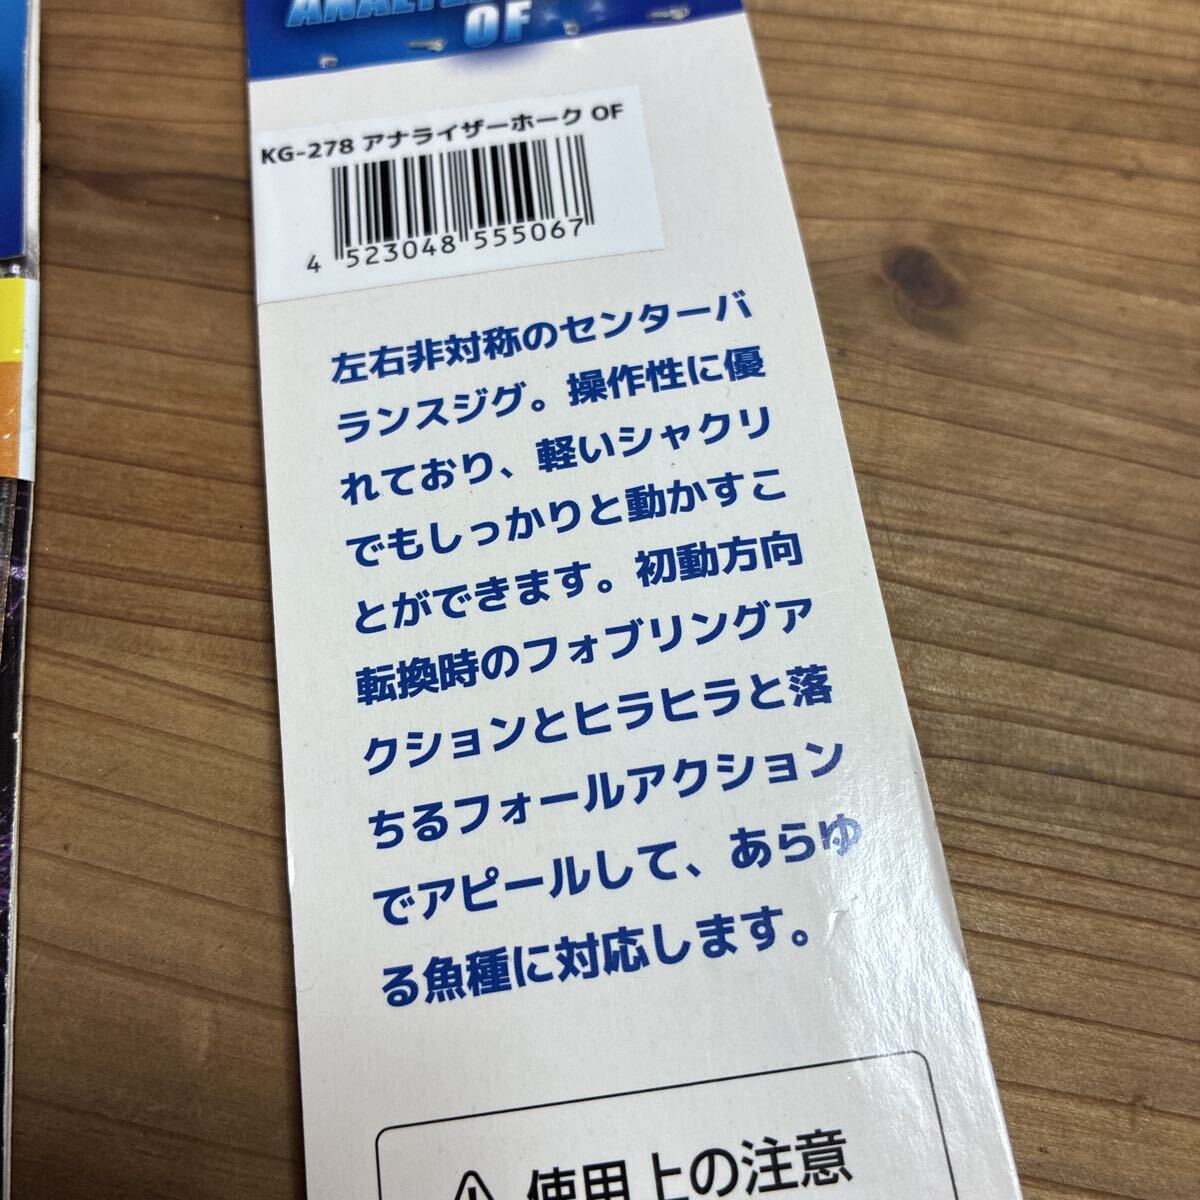 OF
KG-278 アナライザーホーク OF
4 523048 555067
左右非対称のセンターバ
ランスジグ。操作性に優
れており、軽いシャクリ
でもしっかりと動かすこ
とができます。初動方向
転換時のフォブリングア
クションとヒラヒラと落
ちるフォールアクション
でアピールして、あらゆ
る魚種に対応します。
使用上の注意